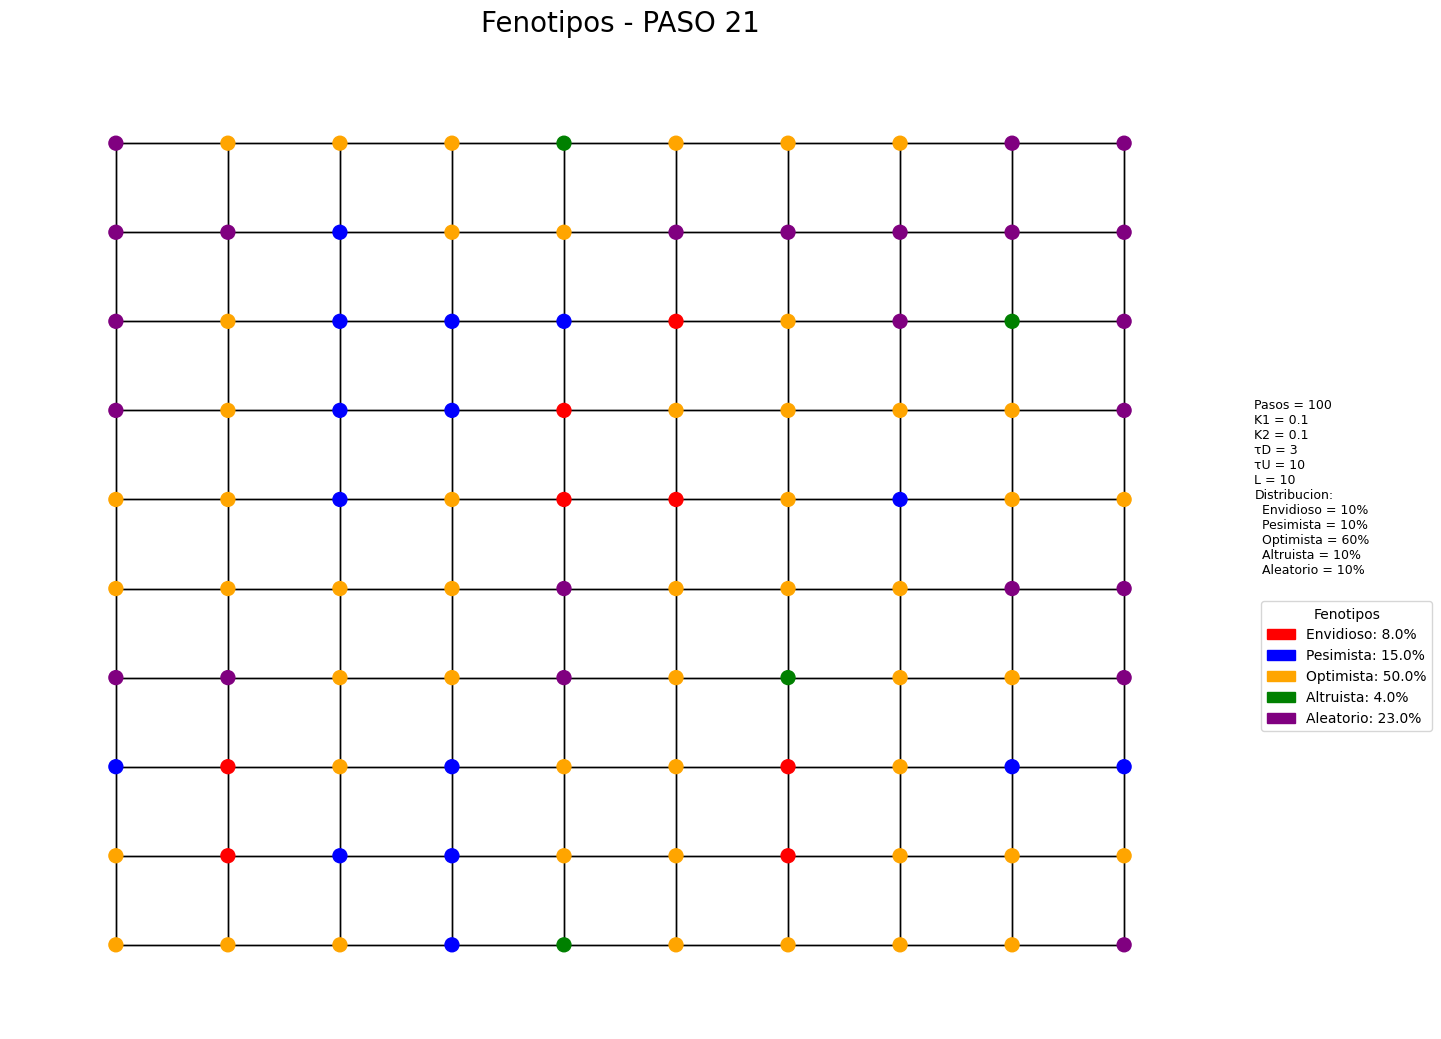 Fenotipos - PASO 21
Pasos = 100
K1 = 0.1
K2 = 0.1
τD = 3
τU = 10
L = 10
Distribucion:
Envidioso = 10%
Pesimista = 10%
Optimista = 60%
Altruista = 10%
Aleatorio = 10%
Fenotipos
Envidioso: 8.0%
Pesimista: 15.0%
Optimista: 50.0%
Altruista: 4.0%
Aleatorio: 23.0%